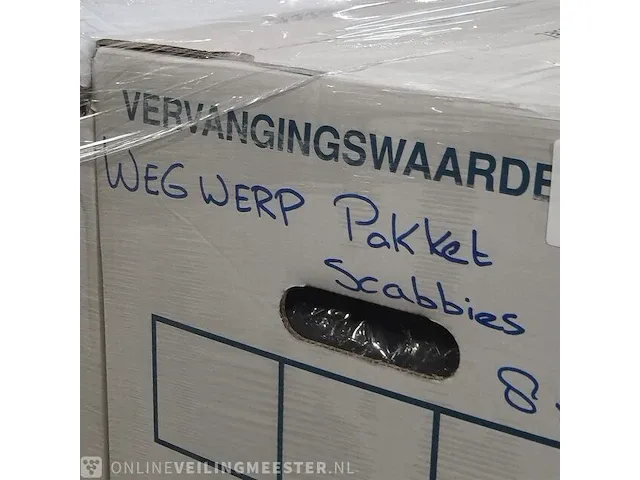 VERVANGINGSWAARDE
WEGWERP Pakket
Scabbies
8.
ONLINEVEILINGMEESTER.NL